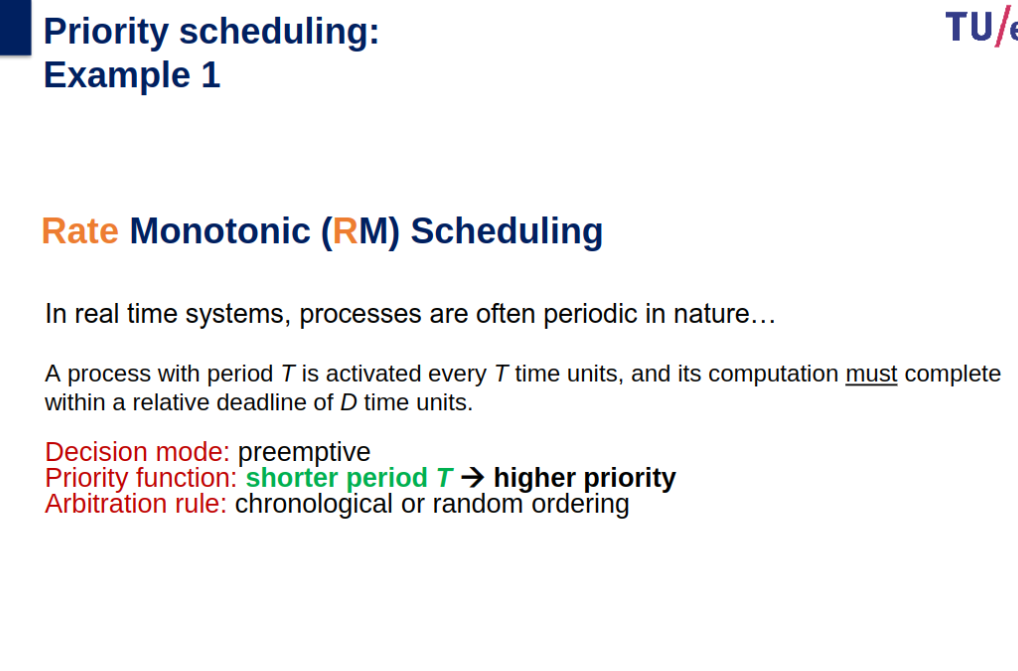 Priority scheduling:
Example 1
TU/e
Rate Monotonic (RM) Scheduling
In real time systems, processes are often periodic in nature…
A process with period T is activated every T time units, and its computation must complete
within a relative deadline of D time units.
Decision mode: preemptive
Priority function: shorter period T → higher priority
Arbitration rule: chronological or random ordering